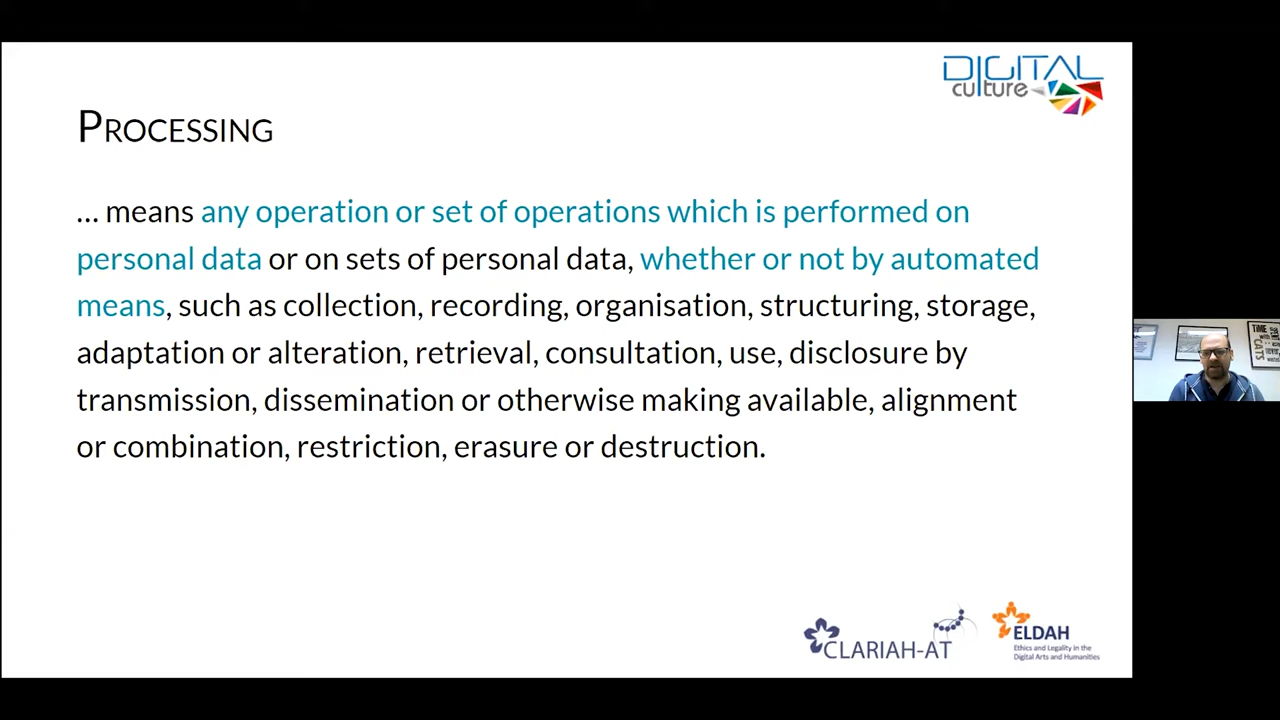 DIGITAL
culture
PROCESSING
... means any operation or set of operations which is performed on
personal data or on sets of personal data, whether or not by automated
means, such as collection, recording, organisation, structuring, storage,
adaptation or alteration, retrieval, consultation, use, disclosure by
transmission, dissemination or otherwise making available, alignment
or combination, restriction, erasure or destruction.
TIME
CATS
CLARIAH-AT
ELDAH
Ethics and Legality in the
Digital Arts and Humanities